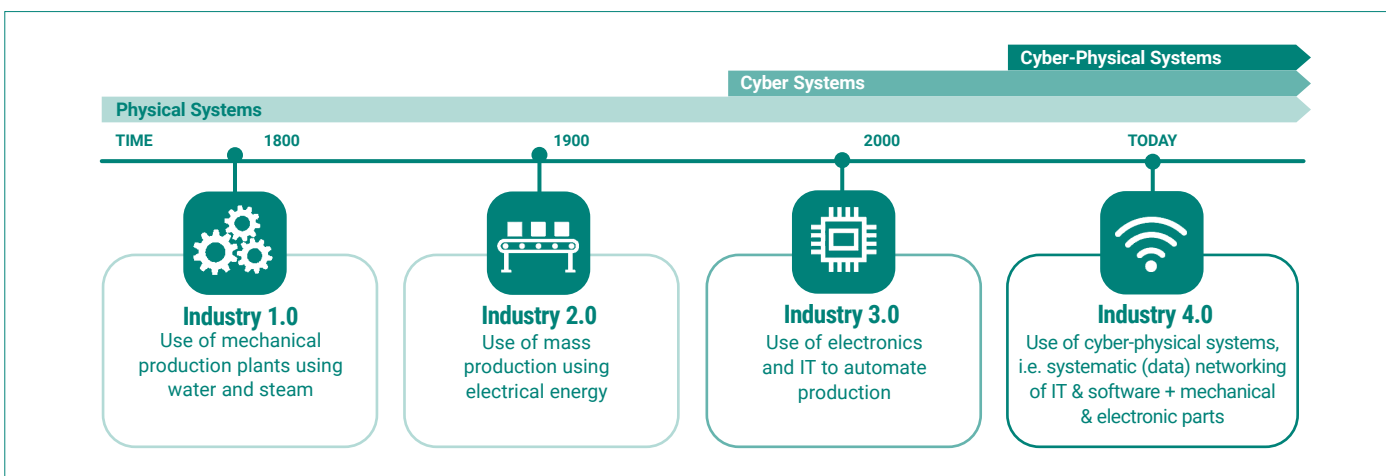 Cyber-Physical Systems
Cyber Systems
Physical Systems
TIME 1800 1900 2000 TODAY
Industry 1.0
Use of mechanical
production plants using
water and steam
Industry 2.0
Use of mass
production using
electrical energy
Industry 3.0
Use of electronics
and IT to automate
production
Industry 4.0
Use of cyber-physical systems,
i.e. systematic (data) networking
of IT & software + mechanical
& electronic parts